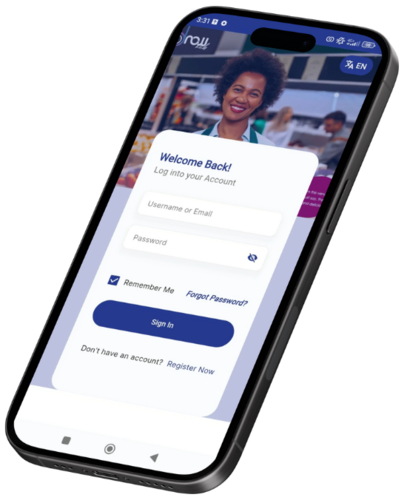 3:31
EN
Welcome Back!
Log into your Account
Username or Email
Password
Remember Me
Forgot Password?
Sign In
Don't have an account? Register Now